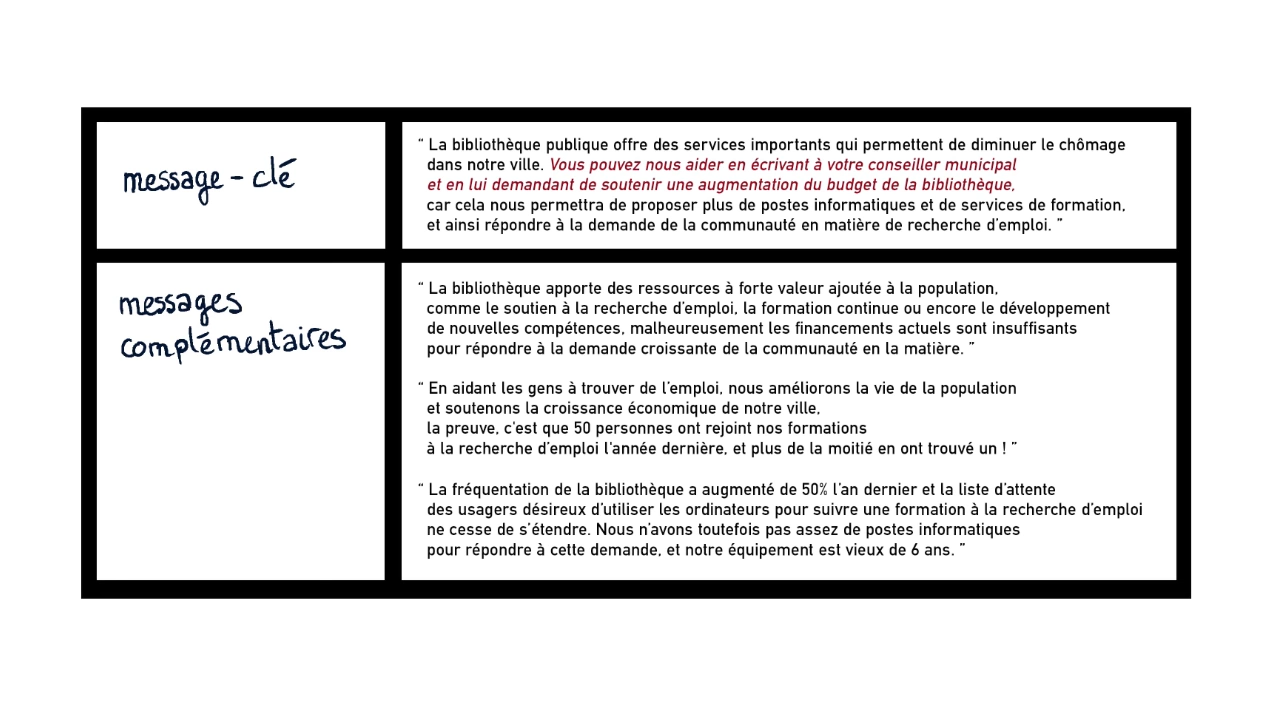 message - clé
“ La bibliothèque publique offre des services importants qui permettent de diminuer le chômage
dans notre ville. Vous pouvez nous aider en écrivant à votre conseiller municipal
et en lui demandant de soutenir une augmentation du budget de la bibliothèque,
car cela nous permettra de proposer plus de postes informatiques et de services de formation,
et ainsi répondre à la demande de la communauté en matière de recherche d'emploi. ”
messages
complémentaires
“ La bibliothèque apporte des ressources à forte valeur ajoutée à la population,
comme le soutien à la recherche d'emploi, la formation continue ou encore le développement
de nouvelles compétences, malheureusement les financements actuels sont insuffisants
pour répondre à la demande croissante de la communauté en la matière. ”
“ En aidant les gens à trouver de l'emploi, nous améliorons la vie de la population
et soutenons la croissance économique de notre ville,
la preuve, c'est que 50 personnes ont rejoint nos formations
à la recherche d'emploi l'année dernière, et plus de la moitié en ont trouvé un ! ”
“ La fréquentation de la bibliothèque a augmenté de 50% l'an dernier et la liste d'attente
des usagers désireux d'utiliser les ordinateurs pour suivre une formation à la recherche d'emploi
ne cesse de s'étendre. Nous n'avons toutefois pas assez de postes informatiques
pour répondre à cette demande, et notre équipement est vieux de 6 ans. ”